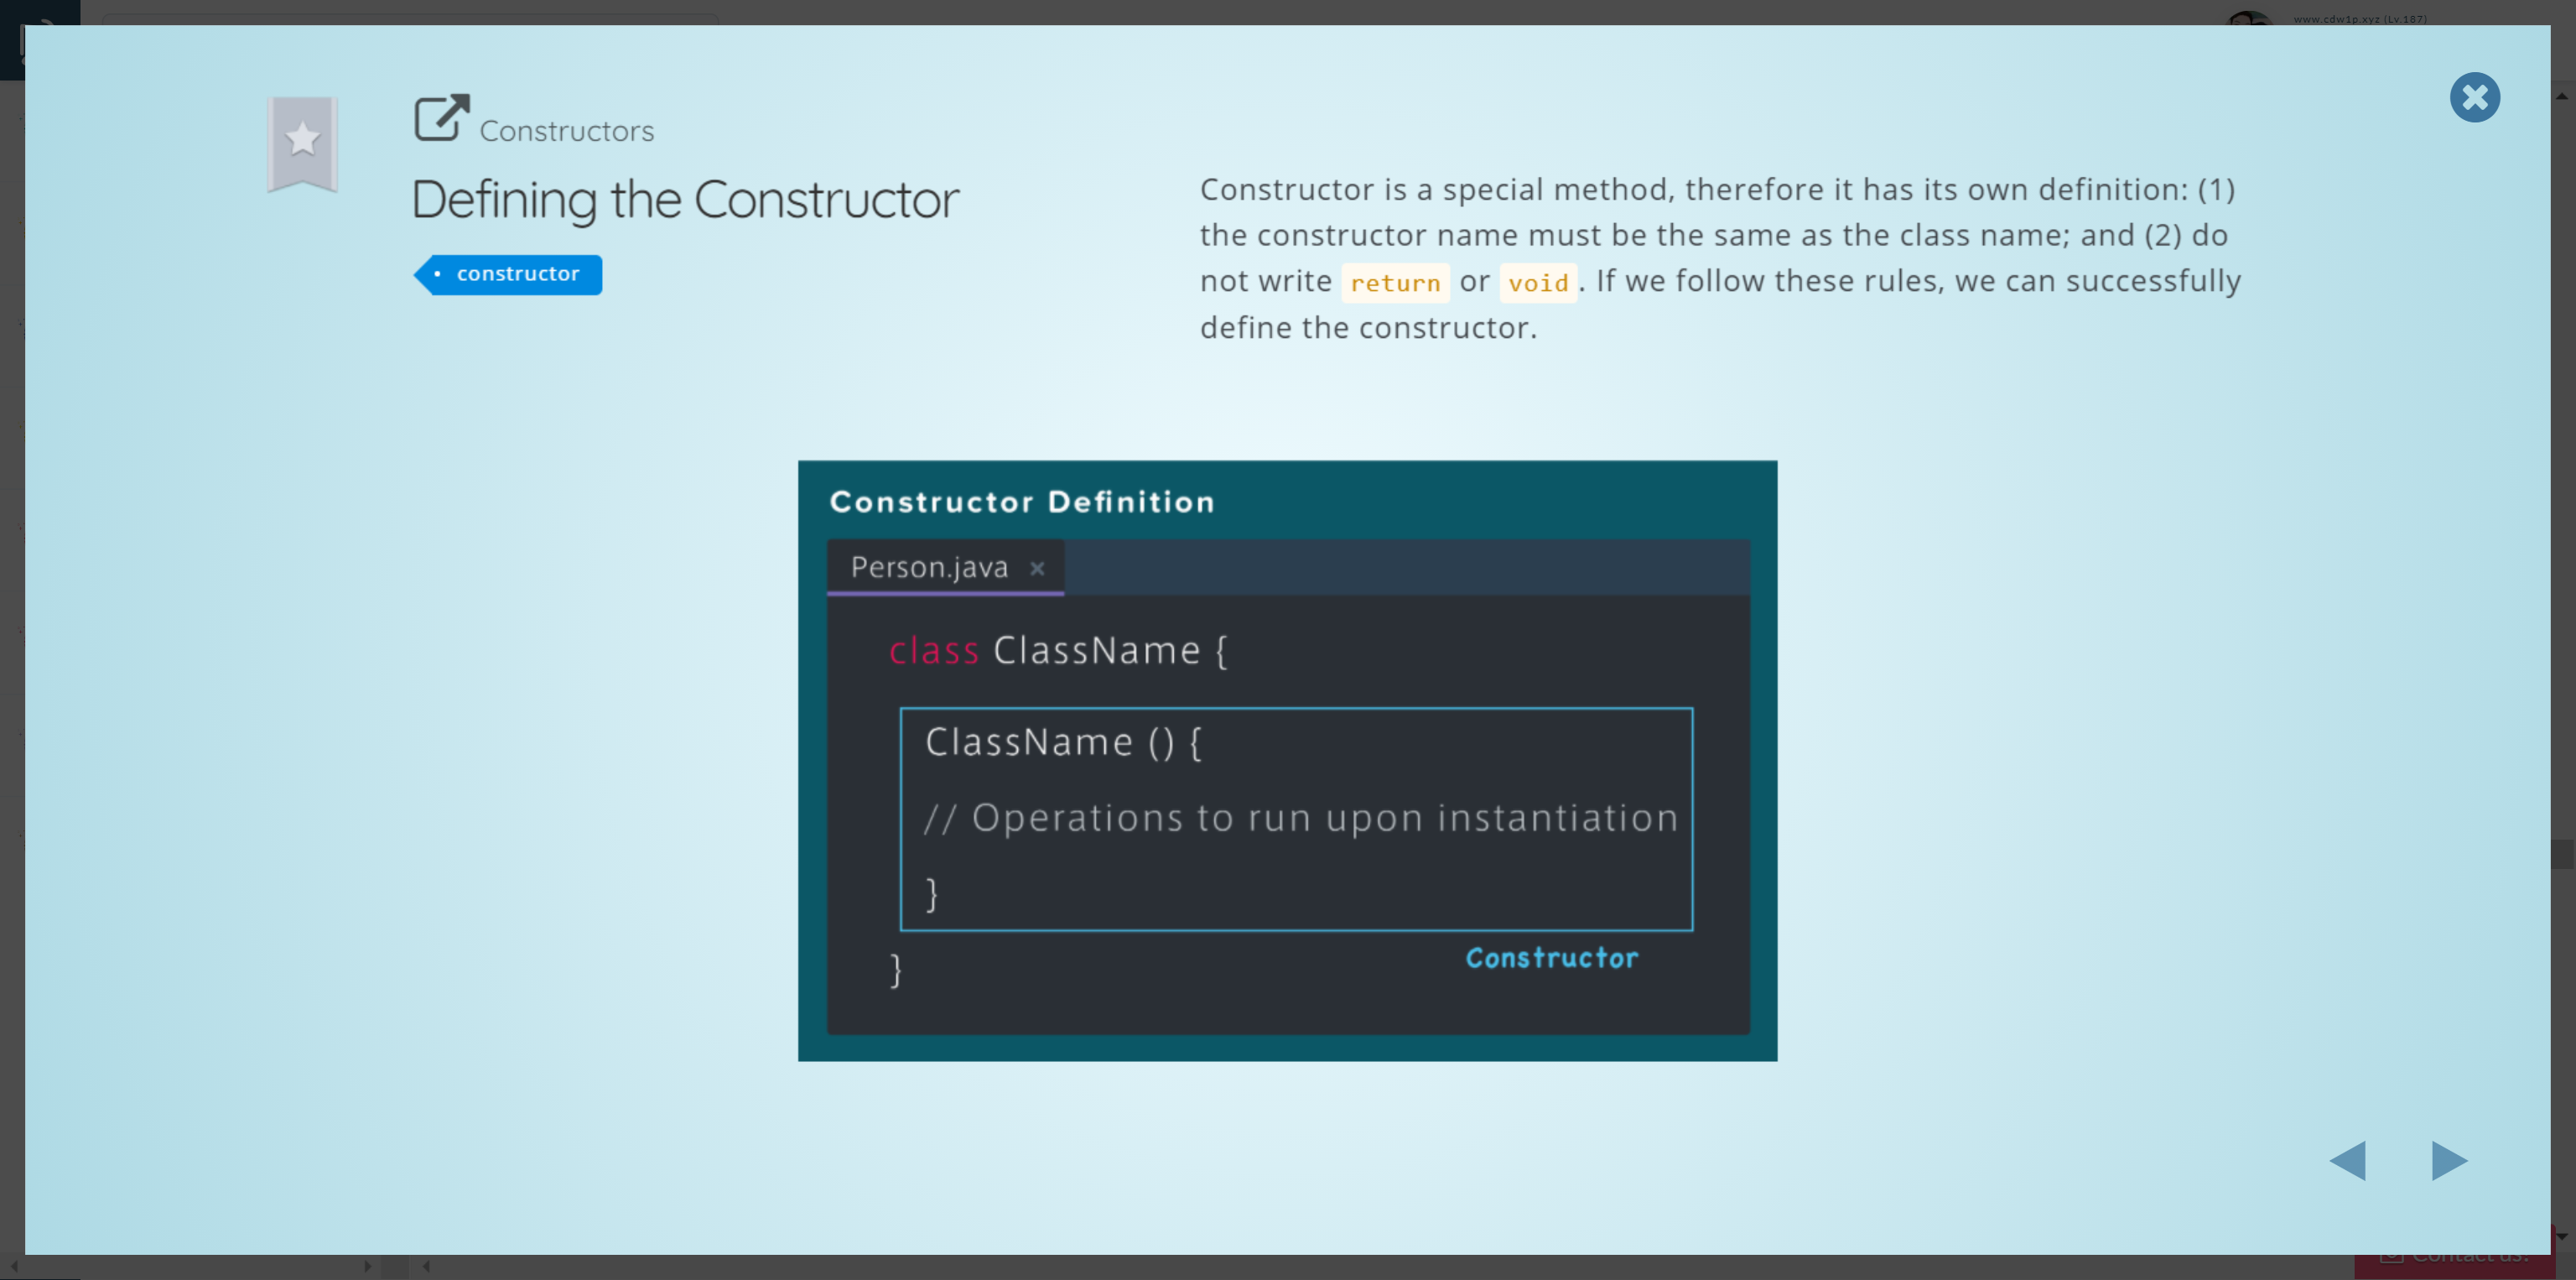 www.cdw1p.xyz (Lv.187)
Constructors
Defining the Constructor
constructor
Constructor is a special method, therefore it has its own definition: (1)
the constructor name must be the same as the class name; and (2) do
not write return or void. If we follow these rules, we can successfully
define the constructor.
Constructor Definition
Person.java ×
class ClassName {
ClassName () {
// Operations to run upon instantiation
}
Constructor
}
Contact us!